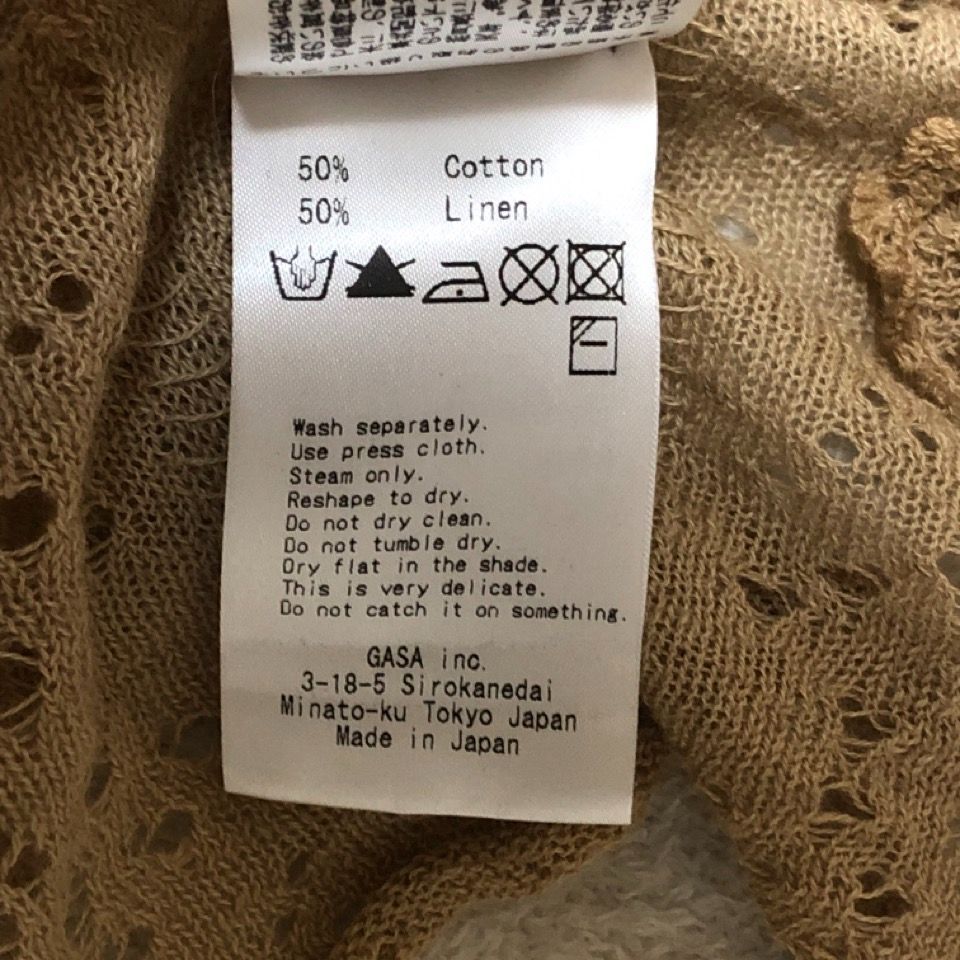 50% Cotton
50% Linen
Wash separately.
Use press cloth.
Steam only.
Reshape to dry.
Do not dry clean.
Do not tumble dry.
Dry flat in the shade.
This is very delicate.
Do not catch it on something.
GASA inc.
3-18-5 Sirokanedai
Minato-ku Tokyo Japan
Made in Japan